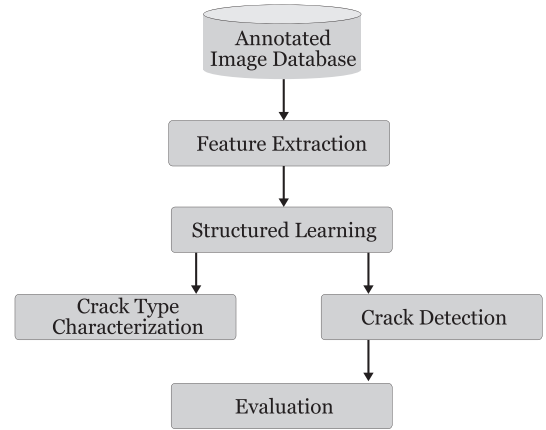 Annotated
Image Database
Feature Extraction
Structured Learning
Crack Type
Characterization
Crack Detection
Evaluation